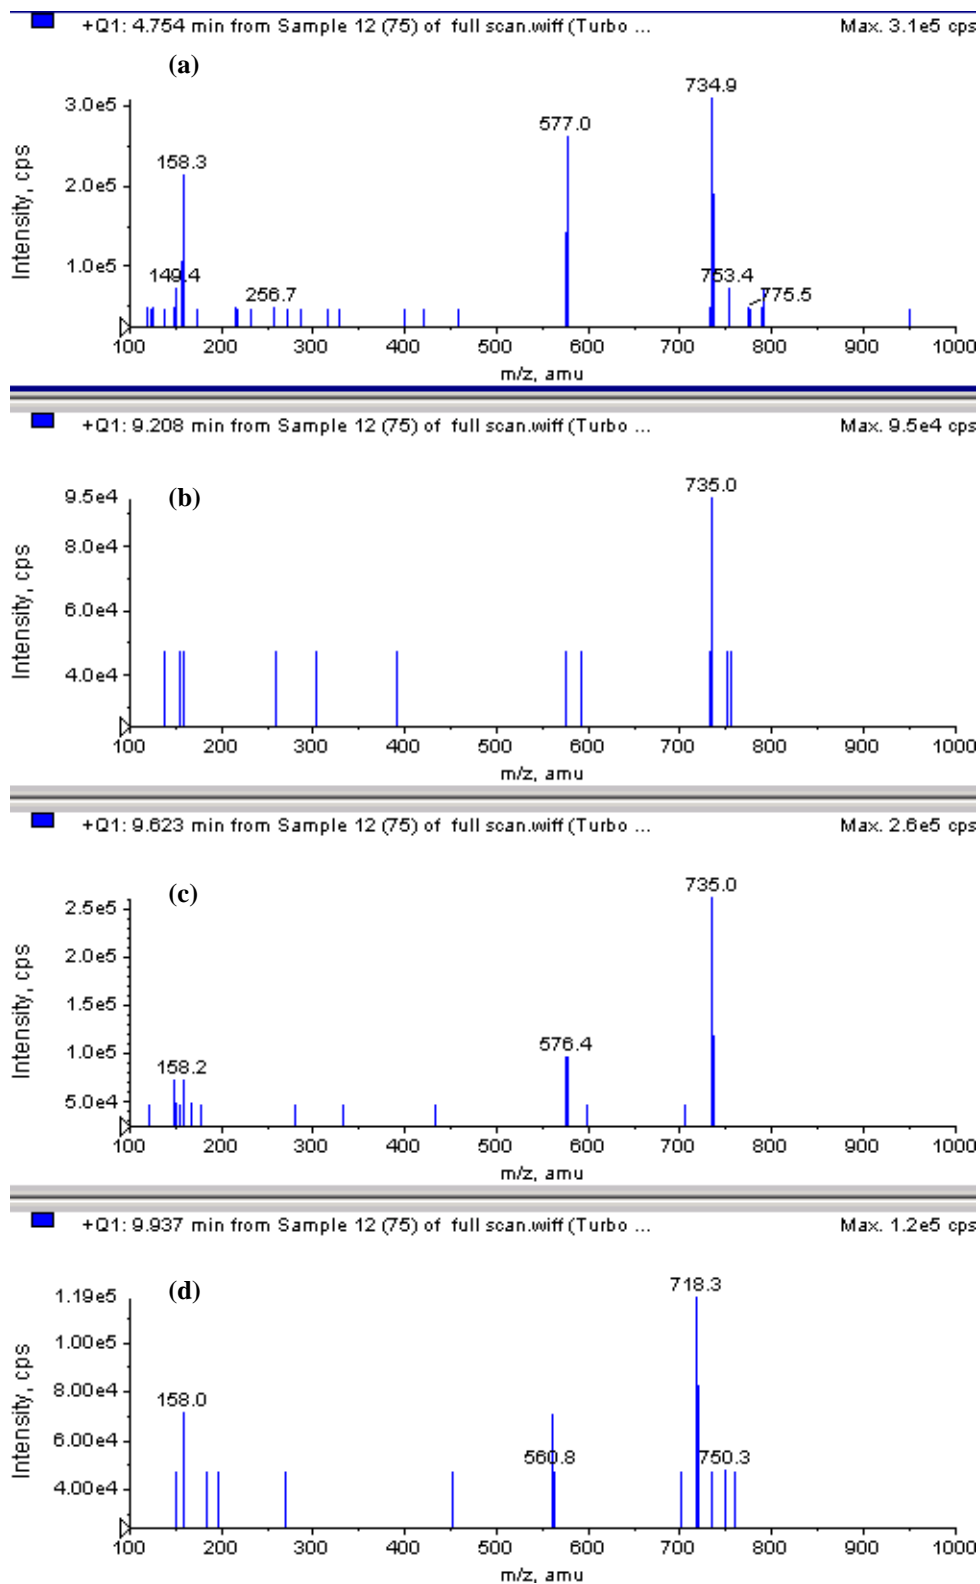 +Q1: 4.754 min from Sample 12 (75) of full scan.wiff (Turbo ... Max. 3.1e5 cps
(a)
734.9
3.0e5
577.0
Intensity, cps
158.3
2.0e5
1.0e5
149.4
256.7
753.4
775.5
100 200 300 400 500 600 700 800 900 1000
m/z, amu
+Q1: 9.208 min from Sample 12 (75) of full scan.wiff (Turbo ... Max. 9.5e4 cps
(b)
735.0
9.5e4
8.0e4
Intensity, cps
6.0e4
4.0e4
100 200 300 400 500 600 700 800 900 1000
m/z, amu
+Q1: 9.623 min from Sample 12 (75) of full scan.wiff (Turbo ... Max. 2.6e5 cps
(c)
735.0
2.5e5
2.0e5
Intensity, cps
1.5e5
1.0e5
576.4
158.2
5.0e4
100 200 300 400 500 600 700 800 900 1000
m/z, amu
+Q1: 9.937 min from Sample 12 (75) of full scan.wiff (Turbo ... Max. 1.2e5 cps
(d)
718.3
1.19e5
1.00e5
Intensity, cps
8.00e4
158.0
6.00e4
560.8
750.3
4.00e4
100 200 300 400 500 600 700 800 900 1000
m/z, amu